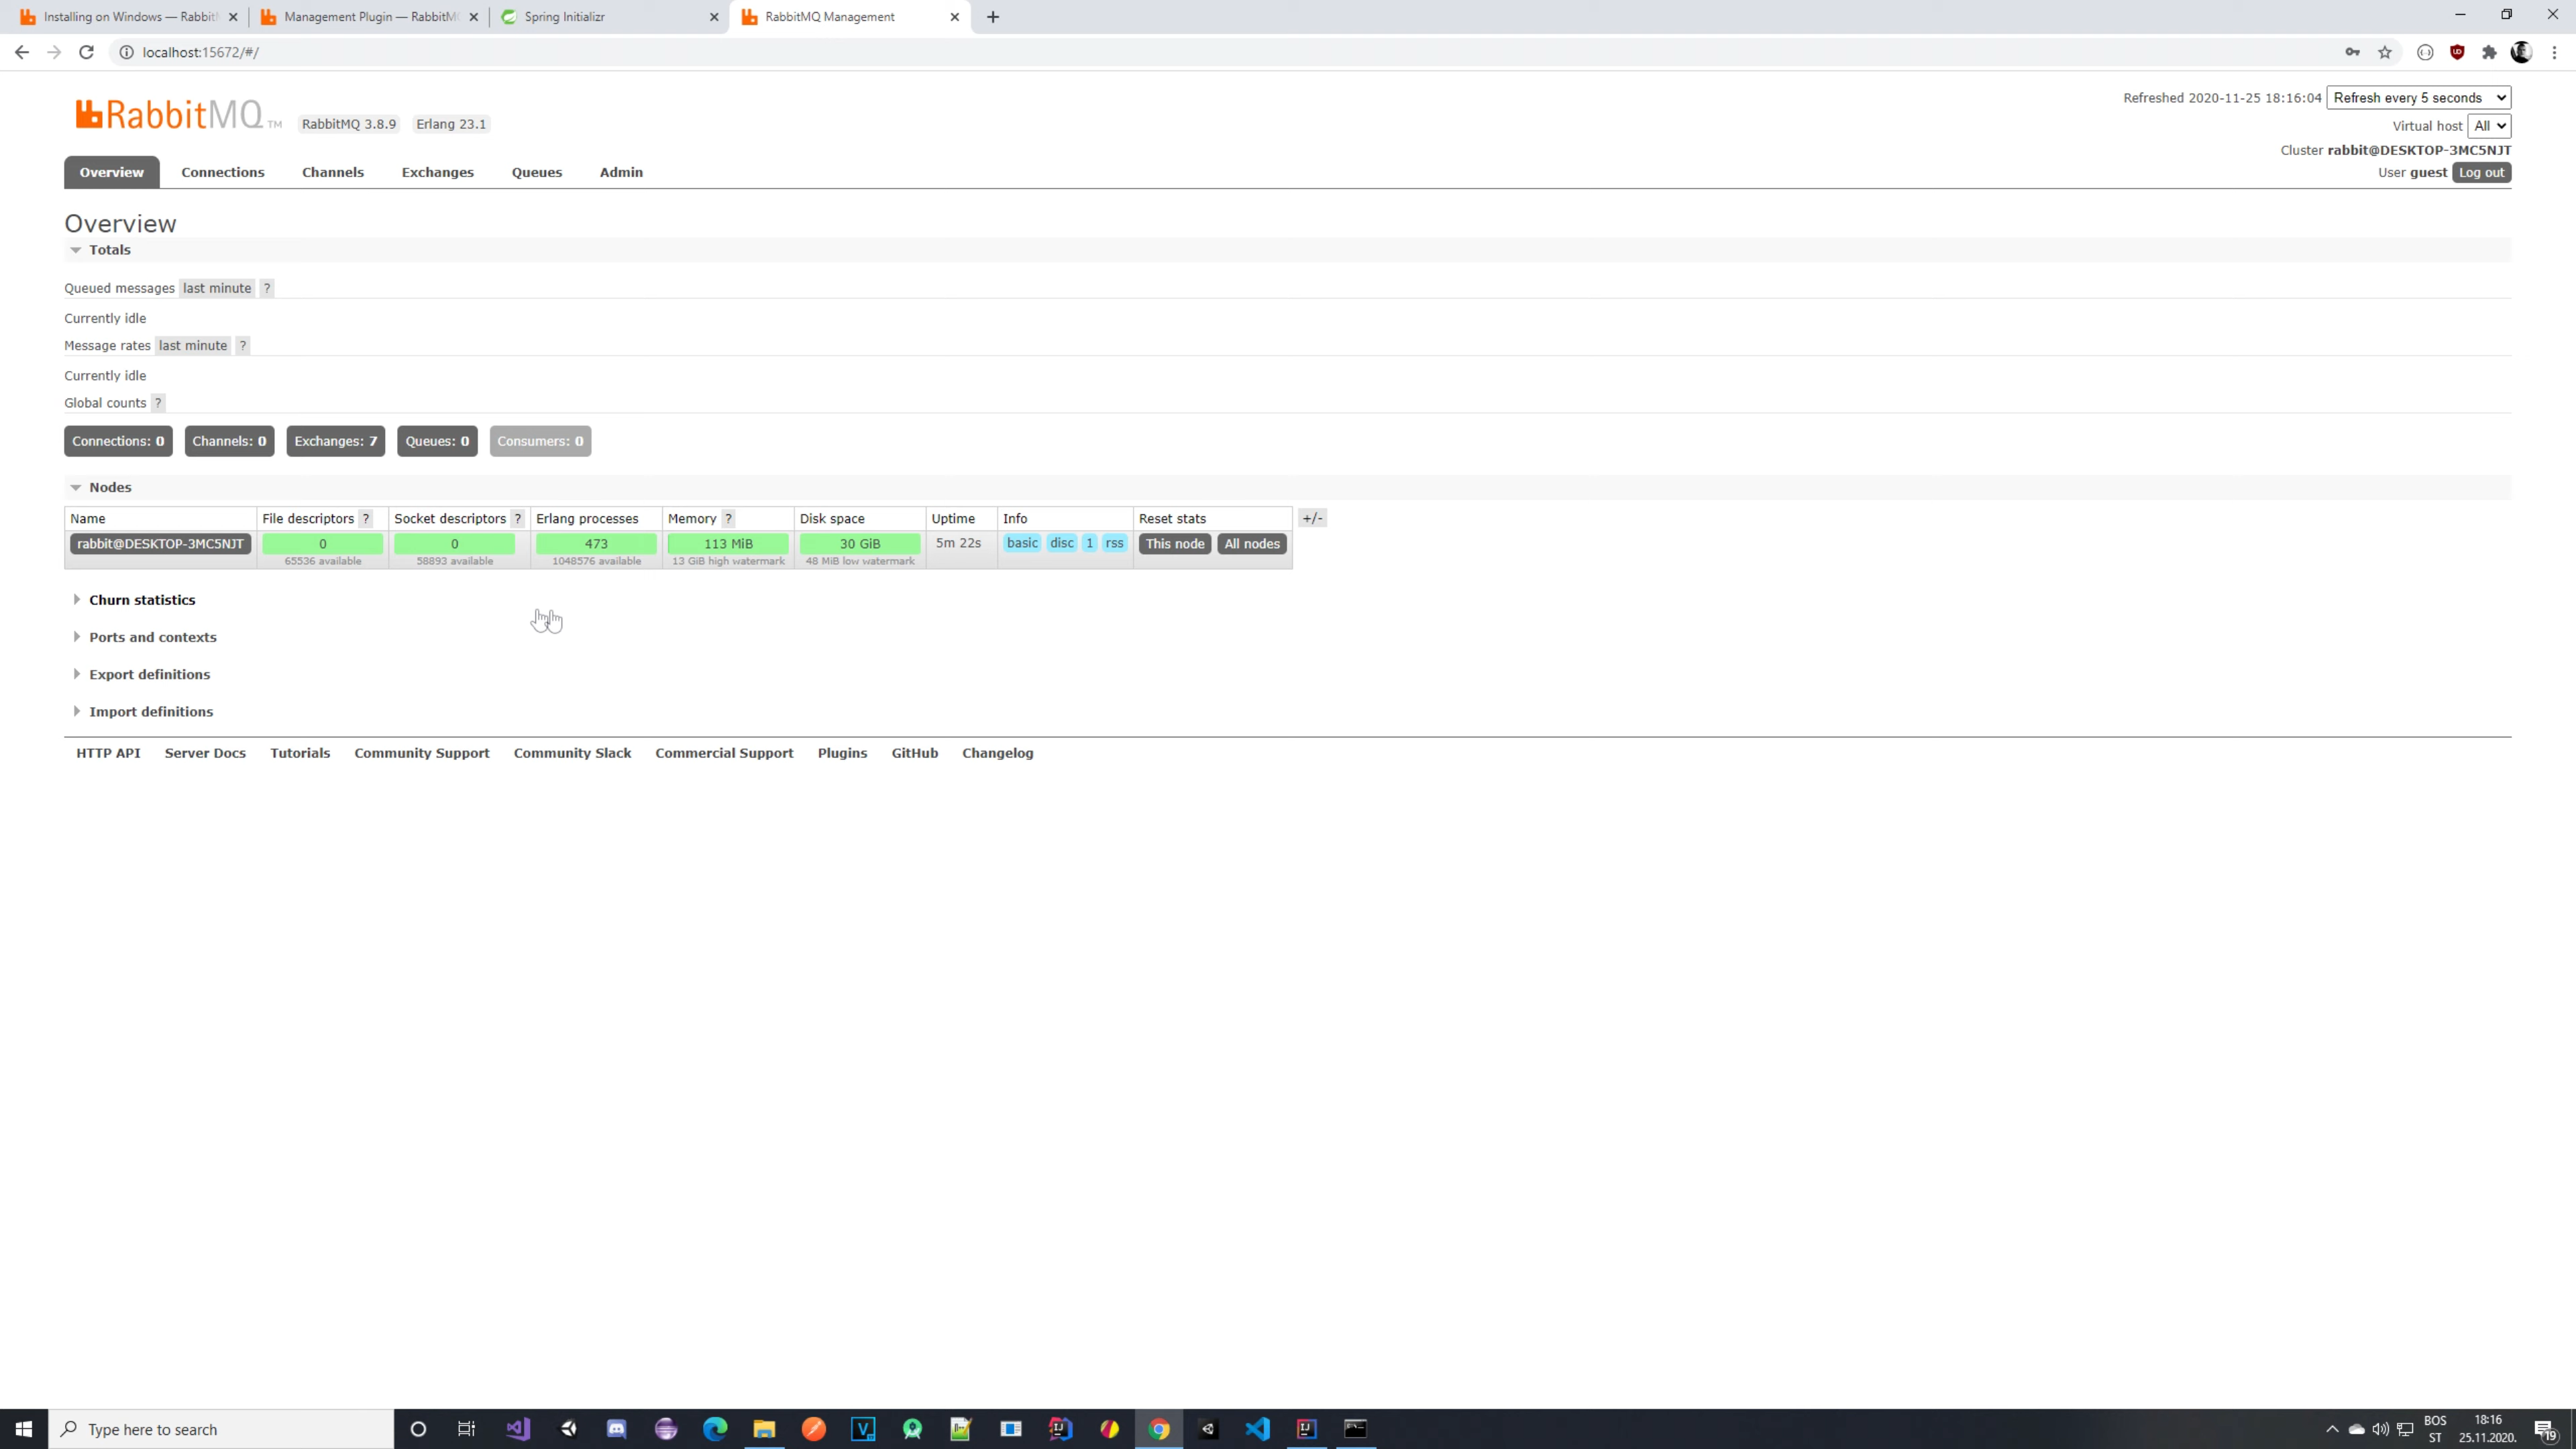 Installing on Windows — Rabbit
Management Plugin — RabbitM
Spring Initializr
RabbitMQ Management
localhost:15672/#/
RabbitMQ TM
RabbitMQ 3.8.9
Erlang 23.1
Refreshed 2020-11-25 18:16:04 Refresh every 5 seconds
Virtual host All
Cluster rabbit@DESKTOP-3MC5NJT
User guest Log out
Overview Connections Channels Exchanges Queues Admin
Overview
Totals
Queued messages last minute ?
Currently idle
Message rates last minute ?
Currently idle
Global counts ?
Connections: 0 Channels: 0 Exchanges: 7 Queues: 0 Consumers: 0
Nodes
Name File descriptors ? Socket descriptors ? Erlang processes Memory ? Disk space Uptime Info Reset stats +/-
rabbit@DESKTOP-3MC5NJT 0 0 473 113 MiB 30 GiB 5m 22s basic disc 1 rss This node All nodes
65536 available 58893 available 1048576 available 13 GiB high watermark 48 MiB low watermark
Churn statistics
Ports and contexts
Export definitions
Import definitions
HTTP API Server Docs Tutorials Community Support Community Slack Commercial Support Plugins GitHub Changelog
Type here to search
BOS
ST
18:16
25.11.2020.
19